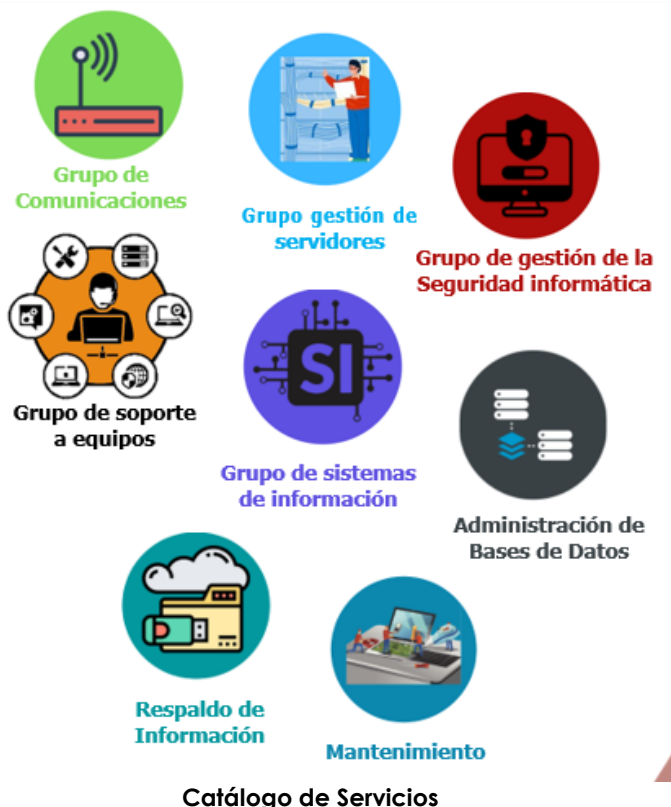 Grupo de
Comunicaciones
Grupo gestión de
servidores
Grupo de gestión de la
Seguridad informática
Grupo de soporte
a equipos
SI
Grupo de sistemas
de información
Administración de
Bases de Datos
Respaldo de
Información
Mantenimiento
Catálogo de Servicios